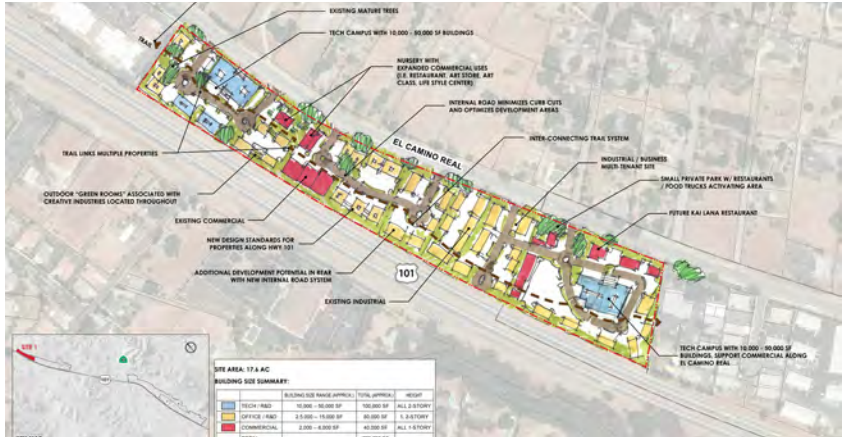 EXISTING MATURE TREES
TECH CAMPUS WITH 10,000 - 50,000 SF BUILDINGS
TRAIL
NURSERY WITH
EXPANDED COMMERCIAL USES
(I.E. RESTAURANT, ART STORE, ART
CLASS, LIFE STYLE CENTER)
INTERNAL ROAD MINIMIZES CURB CUTS
AND OPTIMIZES DEVELOPMENT AREAS
EL CAMINO REAL
INTER-CONNECTING TRAIL SYSTEM
INDUSTRIAL / BUSINESS
MULTI-TENANT SITE
SMALL PRIVATE PARK W/ RESTAURANTS
/ FOOD TRUCKS ACTIVATING AREA
FUTURE KAI LANA RESTAURANT
TRAIL LINKS MULTIPLE PROPERTIES
OUTDOOR "GREEN ROOMS" ASSOCIATED WITH
CREATIVE INDUSTRIES LOCATED THROUGHOUT
EXISTING COMMERCIAL
NEW DESIGN STANDARDS FOR
PROPERTIES ALONG HWY 101
ADDITIONAL DEVELOPMENT POTENTIAL IN REAR
WITH NEW INTERNAL ROAD SYSTEM
101
EXISTING INDUSTRIAL
TECH CAMPUS WITH 10,000 - 50,000 SF
BUILDINGS, SUPPORT COMMERCIAL ALONG
EL CAMINO REAL
SITE 1
101
SITE AREA: 17.6 AC
BUILDING SIZE SUMMARY:
BUILDING SIZE RANGE (APPROX.) TOTAL (APPROX.) HEIGHT
TECH / R&D 10,000 - 50,000 SF 100,000 SF ALL 2-STORY
OFFICE / R&D 2,500 - 15,000 SF 80,000 SF 1, 2-STORY
COMMERCIAL 2,000 - 8,000 SF 40,000 SF ALL 1-STORY